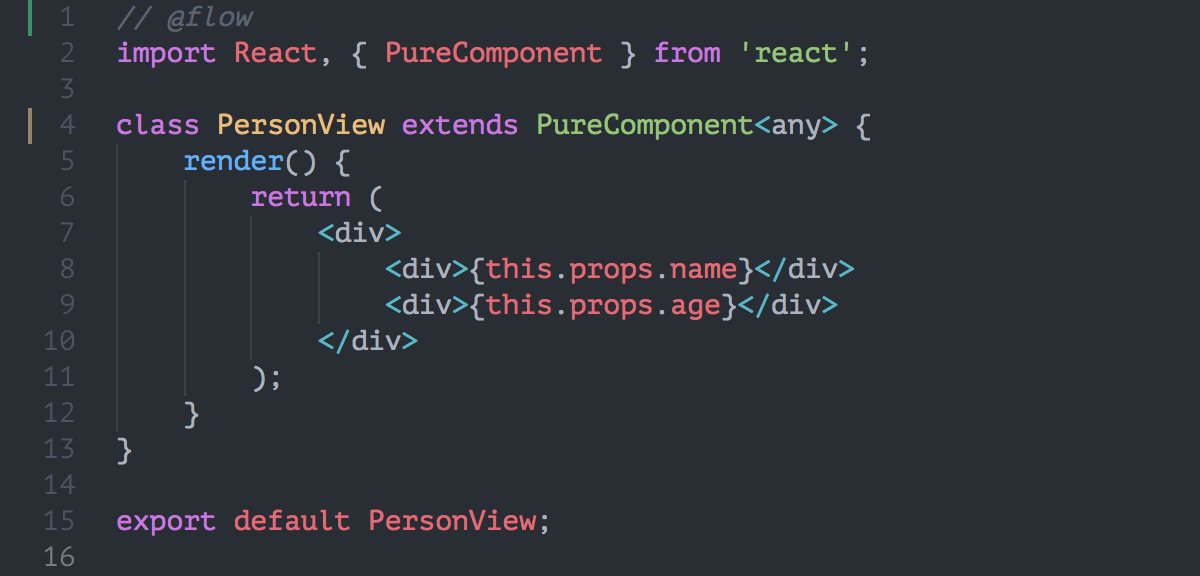 1 // @flow
2 import React, { PureComponent } from 'react';
3
4 class PersonView extends PureComponent<any> {
5     render() {
6         return (
7             <div>
8                 <div>{this.props.name}</div>
9                 <div>{this.props.age}</div>
10             </div>
11         );
12     }
13 }
14
15 export default PersonView;
16